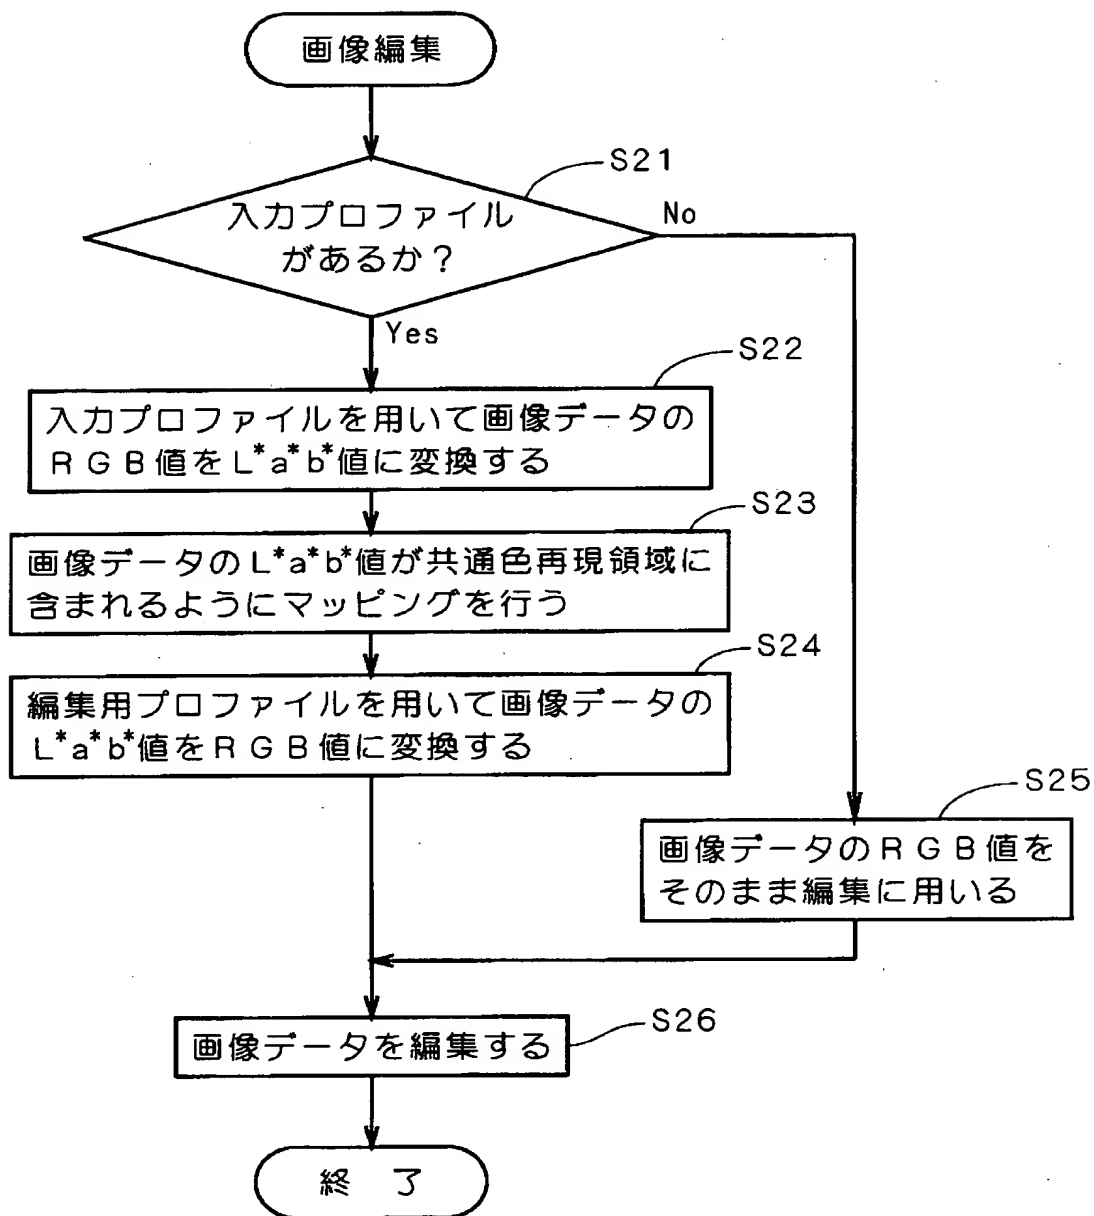 画像編集
S21
入力プロファイル
があるか？
No
Yes
S22
入力プロファイルを用いて画像データの
RGB値をL*a*b*値に変換する
S23
画像データのL*a*b*値が共通色再現領域に
含まれるようにマッピングを行う
S24
編集用プロファイルを用いて画像データの
L*a*b*値をRGB値に変換する
S25
画像データのRGB値を
そのまま編集に用いる
S26
画像データを編集する
終 了